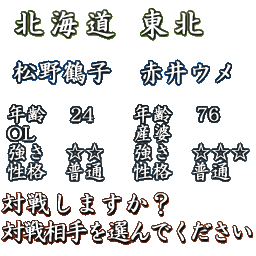 北海道　東北
松野鶴子　赤井ウメ
年齢　24　年齢　76
OL　産婆
強さ　☆☆　強さ　☆☆☆
性格　普通　性格　普通
対戦しますか？
対戦相手を選んでください